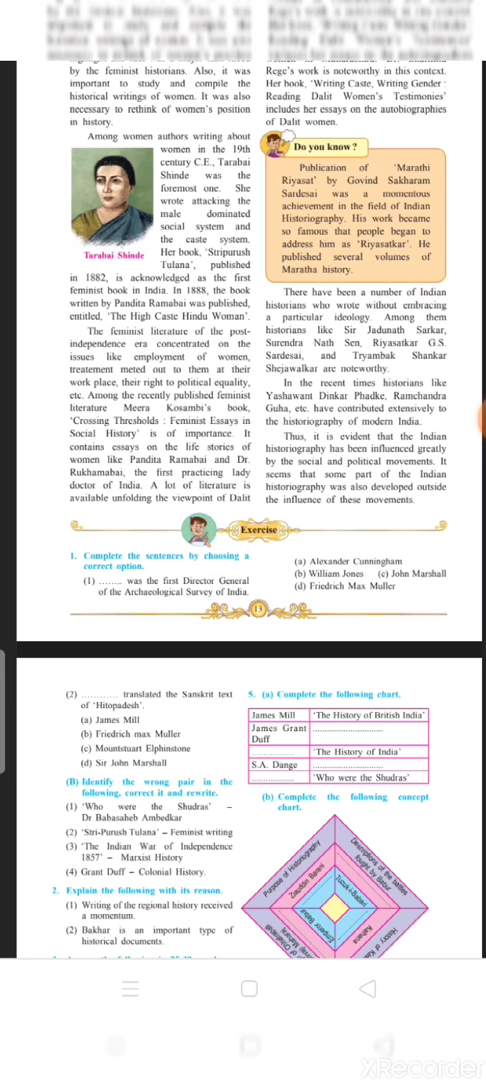 by the feminist historians. Also, it was
important to study and compile the
historical writings of women. It was also
necessary to rethink of women's position
in history.
Among women authors writing about
women in the 19th
century C.E., Tarabai
Shinde was the
foremost one. She
wrote attacking the
male dominated
social system and
the caste system.
Her book, 'Stripurush
Tulana', published
Tarabai Shinde
in 1882, is acknowledged as the first
feminist book in India. In 1888, the book
written by Pandita Ramabai was published,
entitled, 'The High Caste Hindu Woman'.
The feminist literature of the post-
independence era concentrated on the
issues like employment of women,
treatement meted out to them at their
work place, their right to political equality,
etc. Among the recently published feminist
literature Meera Kosambi's book,
'Crossing Thresholds : Feminist Essays in
Social History' is of importance. It
contains essays on the life stories of
women like Pandita Ramabai and Dr.
Rukhamabai, the first practicing lady
doctor of India. A lot of literature is
available unfolding the viewpoint of Dalit
Rege's work is noteworthy in this context.
Her book, 'Writing Caste, Writing Gender :
Reading Dalit Women's Testimonies'
includes her essays on the autobiographies
of Dalit women.
Do you know ?
Publication of 'Marathi
Riyasat' by Govind Sakharam
Sardesai was a momentous
achievement in the field of Indian
Historiography. His work became
so famous that people began to
address him as 'Riyasatkar'. He
published several volumes of
Maratha history.
There have been a number of Indian
historians who wrote without embracing
a particular ideology. Among them
historians like Sir Jadunath Sarkar,
Surendra Nath Sen, Riyasatkar G.S.
Sardesai, and Tryambak Shankar
Shejawalkar are noteworthy.
In the recent times historians like
Yashawant Dinkar Phadke, Ramchandra
Guha, etc. have contributed extensively to
the historiography of modern India.
Thus, it is evident that the Indian
historiography has been influenced greatly
by the social and political movements. It
seems that some part of the Indian
historiography was also developed outside
the influence of these movements.
Exercise
1. Complete the sentences by choosing a
correct option.
(1) ........ was the first Director General
of the Archaeological Survey of India.
(a) Alexander Cunningham
(b) William Jones (c) John Marshall
(d) Friedrich Max Muller
13
(2) ............ translated the Sanskrit text
of 'Hitopadesh'.
(a) James Mill
(b) Friedrich max Muller
(c) Mountstuart Elphinstone
(d) Sir John Marshall
(B) Identify the wrong pair in the
following, correct it and rewrite.
(1) 'Who were the Shudras' –
Dr Babasaheb Ambedkar
(2) 'Stri-Purush Tulana' – Feminist writing
(3) 'The Indian War of Independence
1857' – Marxist History
(4) Grant Duff – Colonial History.
2. Explain the following with its reason.
(1) Writing of the regional history received
a momentum.
(2) Bakhar is an important type of
historical documents.
5. (a) Complete the following chart.
James Mill 'The History of British India'
James Grant Duff ............................
............... 'The History of India'
S.A. Dange ............................
............... 'Who were the Shudras'
(b) Complete the following concept
chart.
Purpose of Historiography
Descriptions of the battles
fought by Babur
Ziauddin Barani
Tuzuk-i-Babari
Emperor Babur
Kalhana
XRecorder